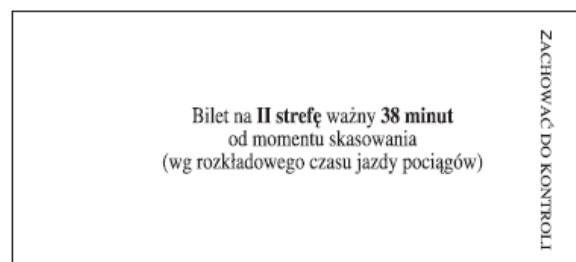 Bilet na II strefę ważny 38 minut
od momentu skasowania
(wg rozkładowego czasu jazdy pociągów)
ZACHOWAĆ DO KONTROLI